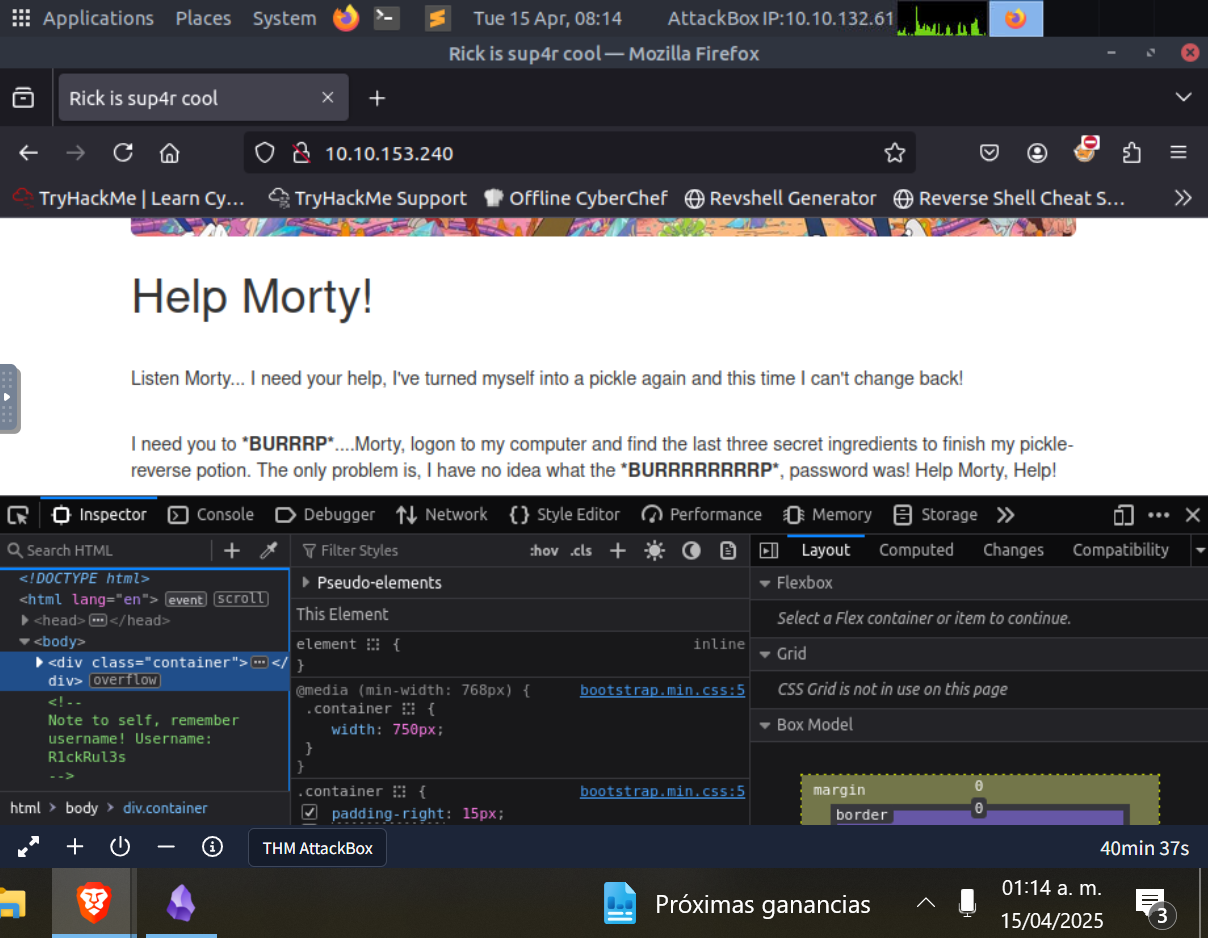 Applications Places System Tue 15 Apr, 08:14 AttackBox IP:10.10.132.61
Rick is sup4r cool — Mozilla Firefox
Rick is sup4r cool
10.10.153.240
TryHackMe | Learn Cy... TryHackMe Support Offline CyberChef Revshell Generator Reverse Shell Cheat S...
Help Morty!
Listen Morty... I need your help, I've turned myself into a pickle again and this time I can't change back!
I need you to *BURRRP*....Morty, logon to my computer and find the last three secret ingredients to finish my pickle-
reverse potion. The only problem is, I have no idea what the *BURRRRRRRRP*, password was! Help Morty, Help!
Inspector Console Debugger Network Style Editor Performance Memory Storage
Search HTML
<!DOCTYPE html>
<html lang="en"> event scroll
<head> ... </head>
<body>
<div class="container"> ... </
div> overflow
<!--
Note to self, remember
username! Username:
R1ckRul3s
-->
html > body > div.container
Filter Styles :hov .cls
Pseudo-elements
This Element
element { inline
}
@media (min-width: 768px) { bootstrap.min.css:5
.container {
width: 750px;
}
}
.container { bootstrap.min.css:5
padding-right: 15px;
Layout Computed Changes Compatibility
Flexbox
Select a Flex container or item to continue.
Grid
CSS Grid is not in use on this page
Box Model
margin 0
border 0
THM AttackBox 40min 37s
Próximas ganancias
01:14 a. m.
15/04/2025
3